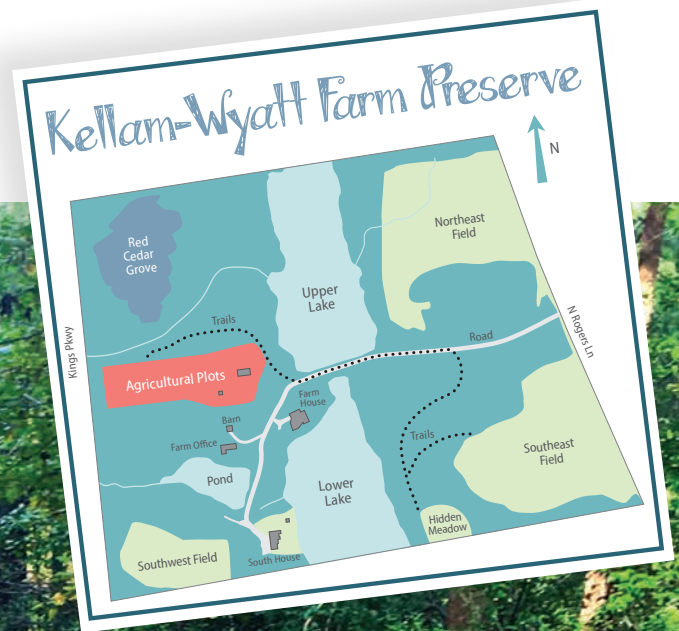 Kellam-Wyatt Farm Preserve
N
Red
Cedar
Grove
Northeast
Field
Upper
Lake
Trails
Kings Pkwy
Road
N Rogers Ln
Agricultural Plots
Farm
House
Barn
Farm Office
Trails
Southeast
Field
Pond
Lower
Lake
Hidden
Meadow
Southwest Field
South House